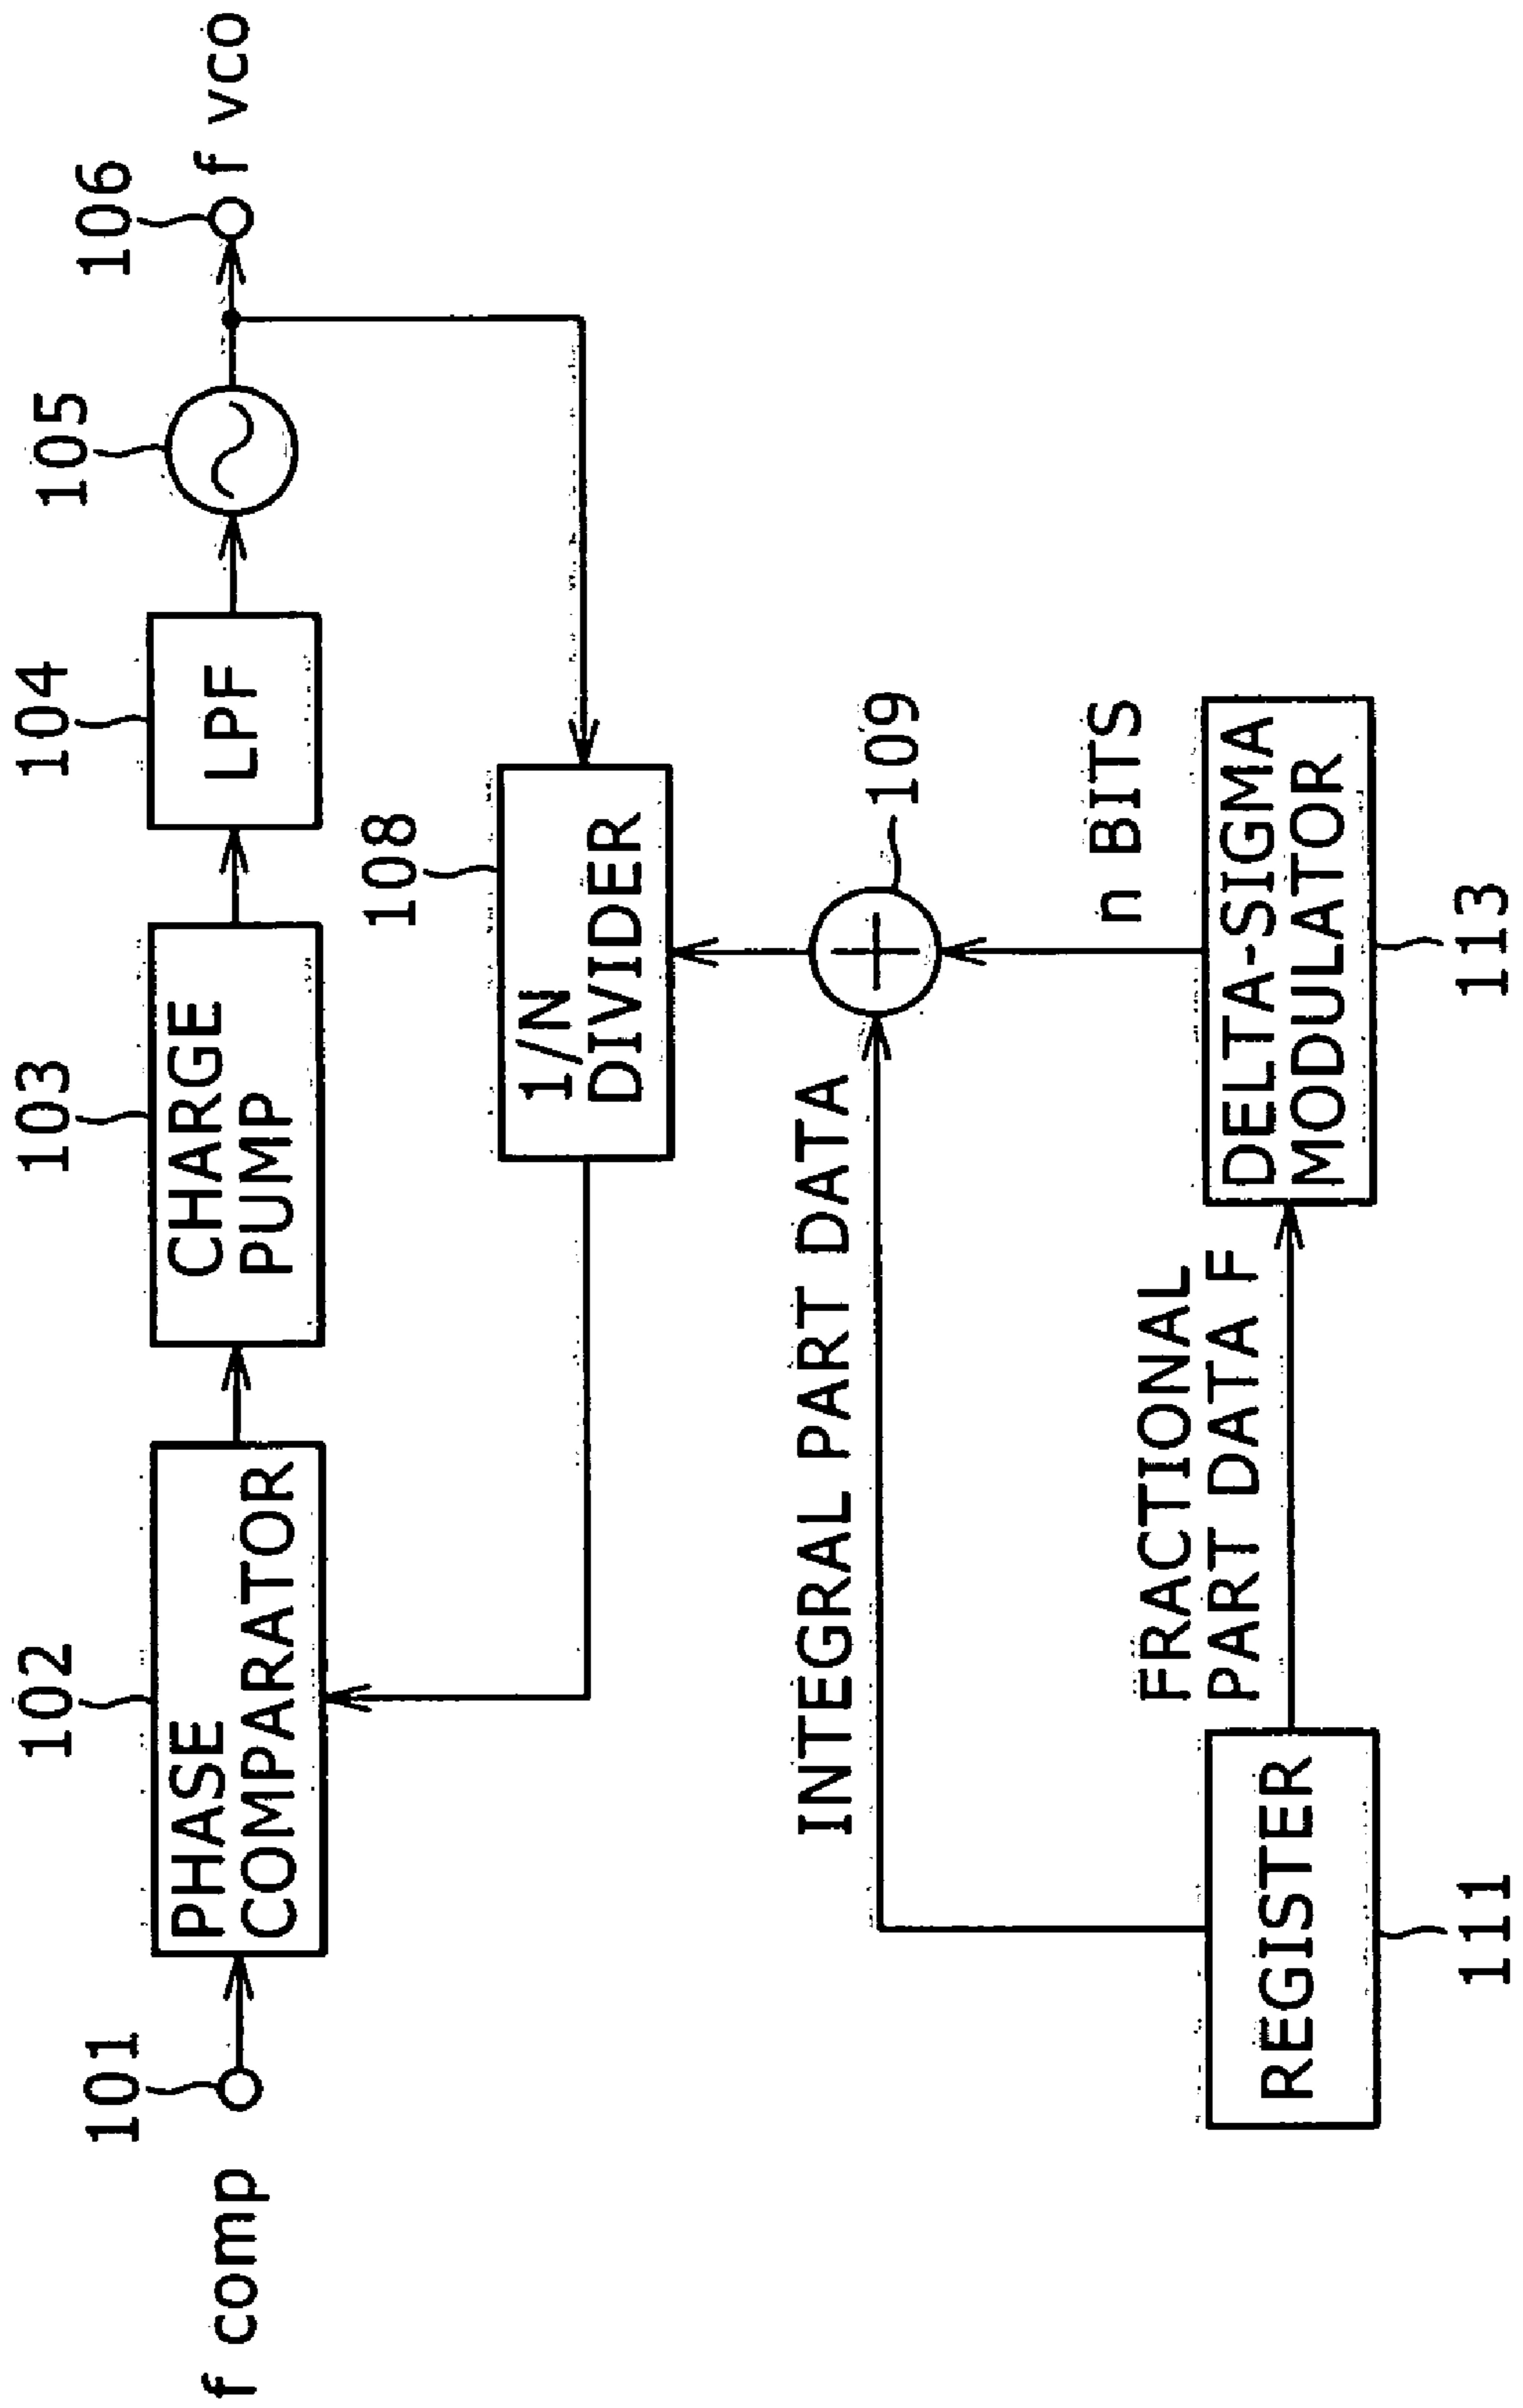 f comp
101
102
PHASE
COMPARATOR
103
CHARGE
PUMP
104
LPF
105
106
f vco
108
1/N
DIVIDER
INTEGRAL PART DATA
109
FRACTIONAL
PART DATA F
n BITS
REGISTER
111
DELTA-SIGMA
MODULATOR
113